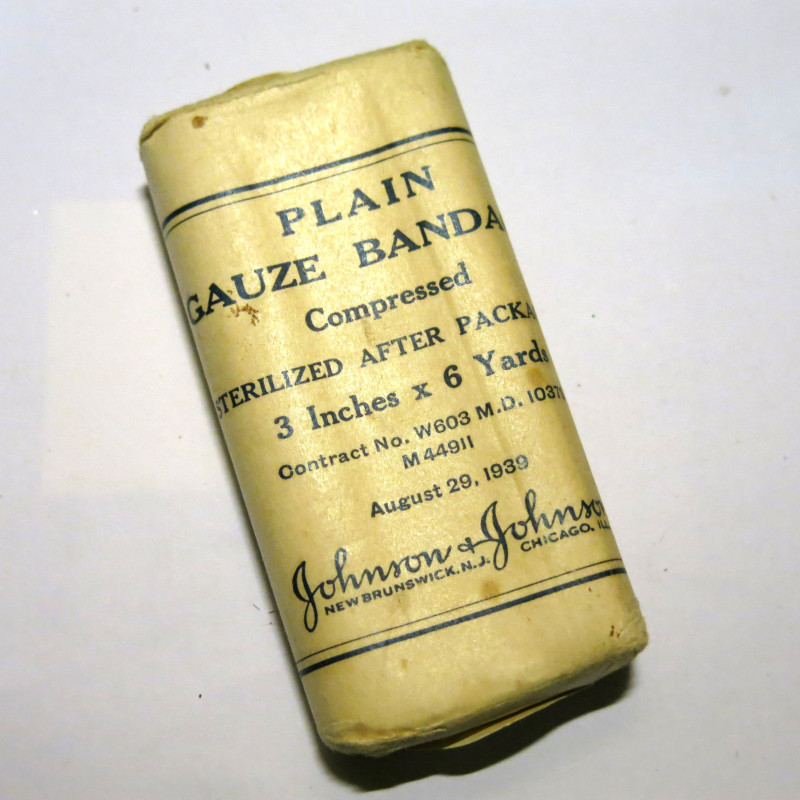 PLAIN
GAUZE BANDA
Compressed
STERILIZED AFTER PACKA
3 Inches x 6 Yards
Contract No. W603 M.D. 1037
M44911
August 29, 1939
Johnson & Johnson
NEW BRUNSWICK, N.J. CHICAGO, ILL